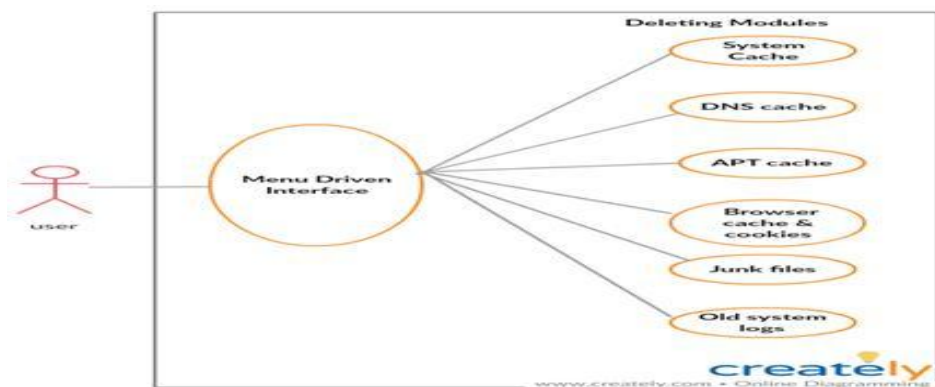 Deleting Modules
System
Cache
DNS cache
APT cache
Menu Driven
Interface
user
Browser
cache &
cookies
Junk files
Old system
logs
creately
www.creately.com • Online Diagramming